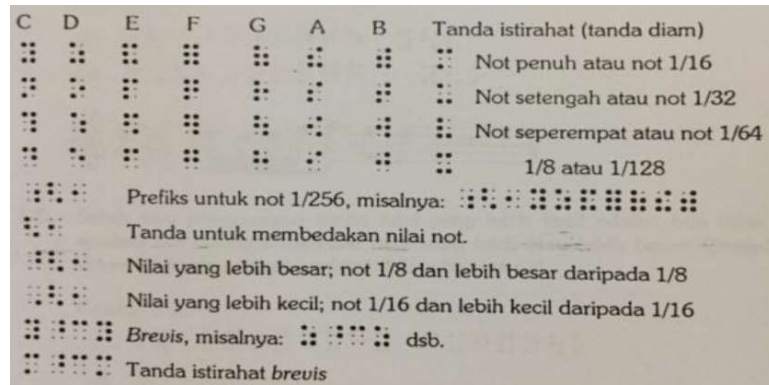 C D E F G A B Tanda istirahat (tanda diam)
Not penuh atau not 1/16
Not setengah atau not 1/32
Not seperempat atau not 1/64
1/8 atau 1/128
Prefiks untuk not 1/256, misalnya:
Tanda untuk membedakan nilai not.
Nilai yang lebih besar; not 1/8 dan lebih besar daripada 1/8
Nilai yang lebih kecil; not 1/16 dan lebih kecil daripada 1/16
Brevis, misalnya: dsb.
Tanda istirahat brevis